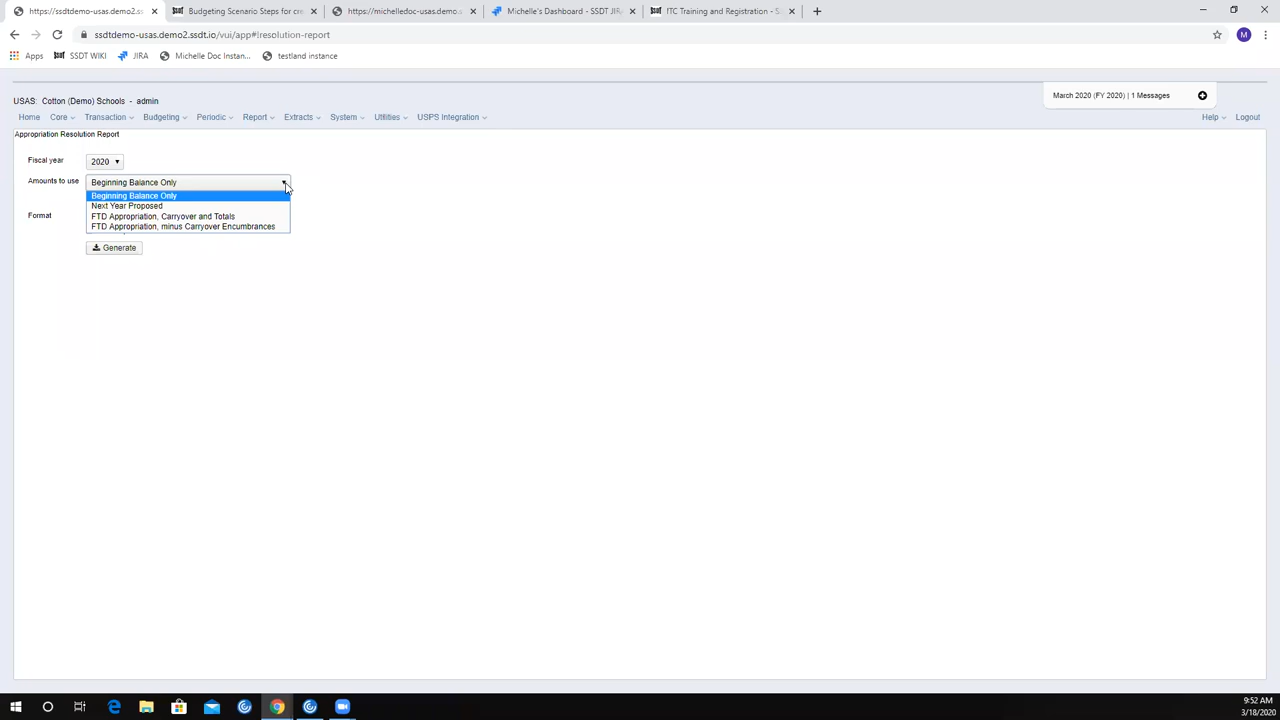 https://ssdtdemo-usas.demo2.ss
Budgeting Scenario Steps for cre
https://michelledoc-usas.demo.s
Michelle's Dashboard - SSDT JIRA
ITC Training and Registration - S
ssdtdemo-usas.demo2.ssdt.io/vui/app#!resolution-report
M
Apps
SSDT WIKI
JIRA
Michelle Doc Instan...
testland instance
March 2020 (FY 2020) | 1 Messages
USAS: Cotton (Demo) Schools - admin
Home Core Transaction Budgeting Periodic Report Extracts System Utilities USPS Integration Help Logout
Appropriation Resolution Report
Fiscal year 2020
Amounts to use Beginning Balance Only
Beginning Balance Only
Next Year Proposed
Format
FTD Appropriation, Carryover and Totals
FTD Appropriation, minus Carryover Encumbrances
Generate
9:52 AM
3/18/2020